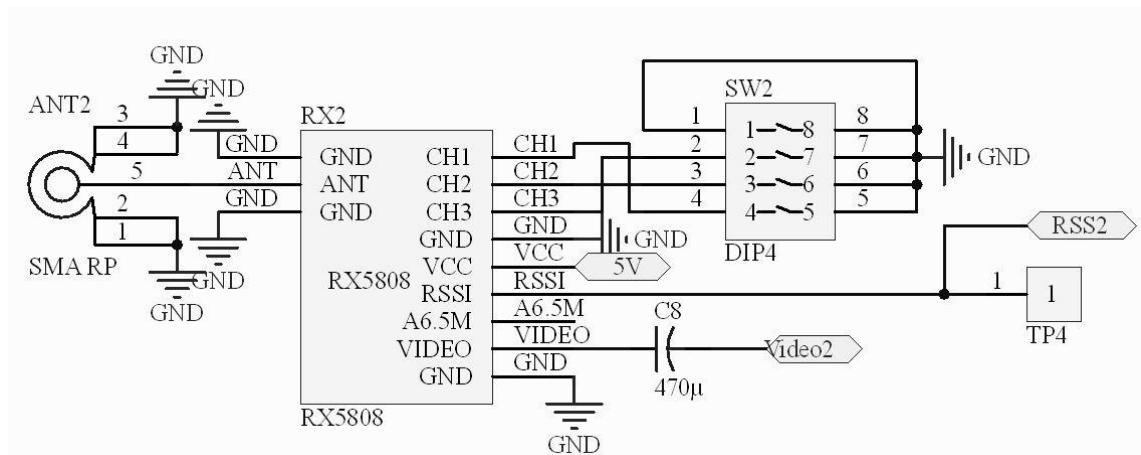 GND
GND
ANT2
3
4
5
2
1
SMA RP
GND
GND
GND
ANT
GND
RX2
GND
ANT
GND
RX5808
CH1
CH2
CH3
GND
VCC
RSSI
A6.5M
VIDEO
GND
RX5808
CH1
CH2
CH3
GND
VCC
RSSI
A6.5M
VIDEO
GND
GND
GND
5V
C8
470μ
Video2
SW2
1
2
3
4
1 8
2 7
3 6
4 5
8
7
6
5
DIP4
GND
RSS2
1
1
TP4